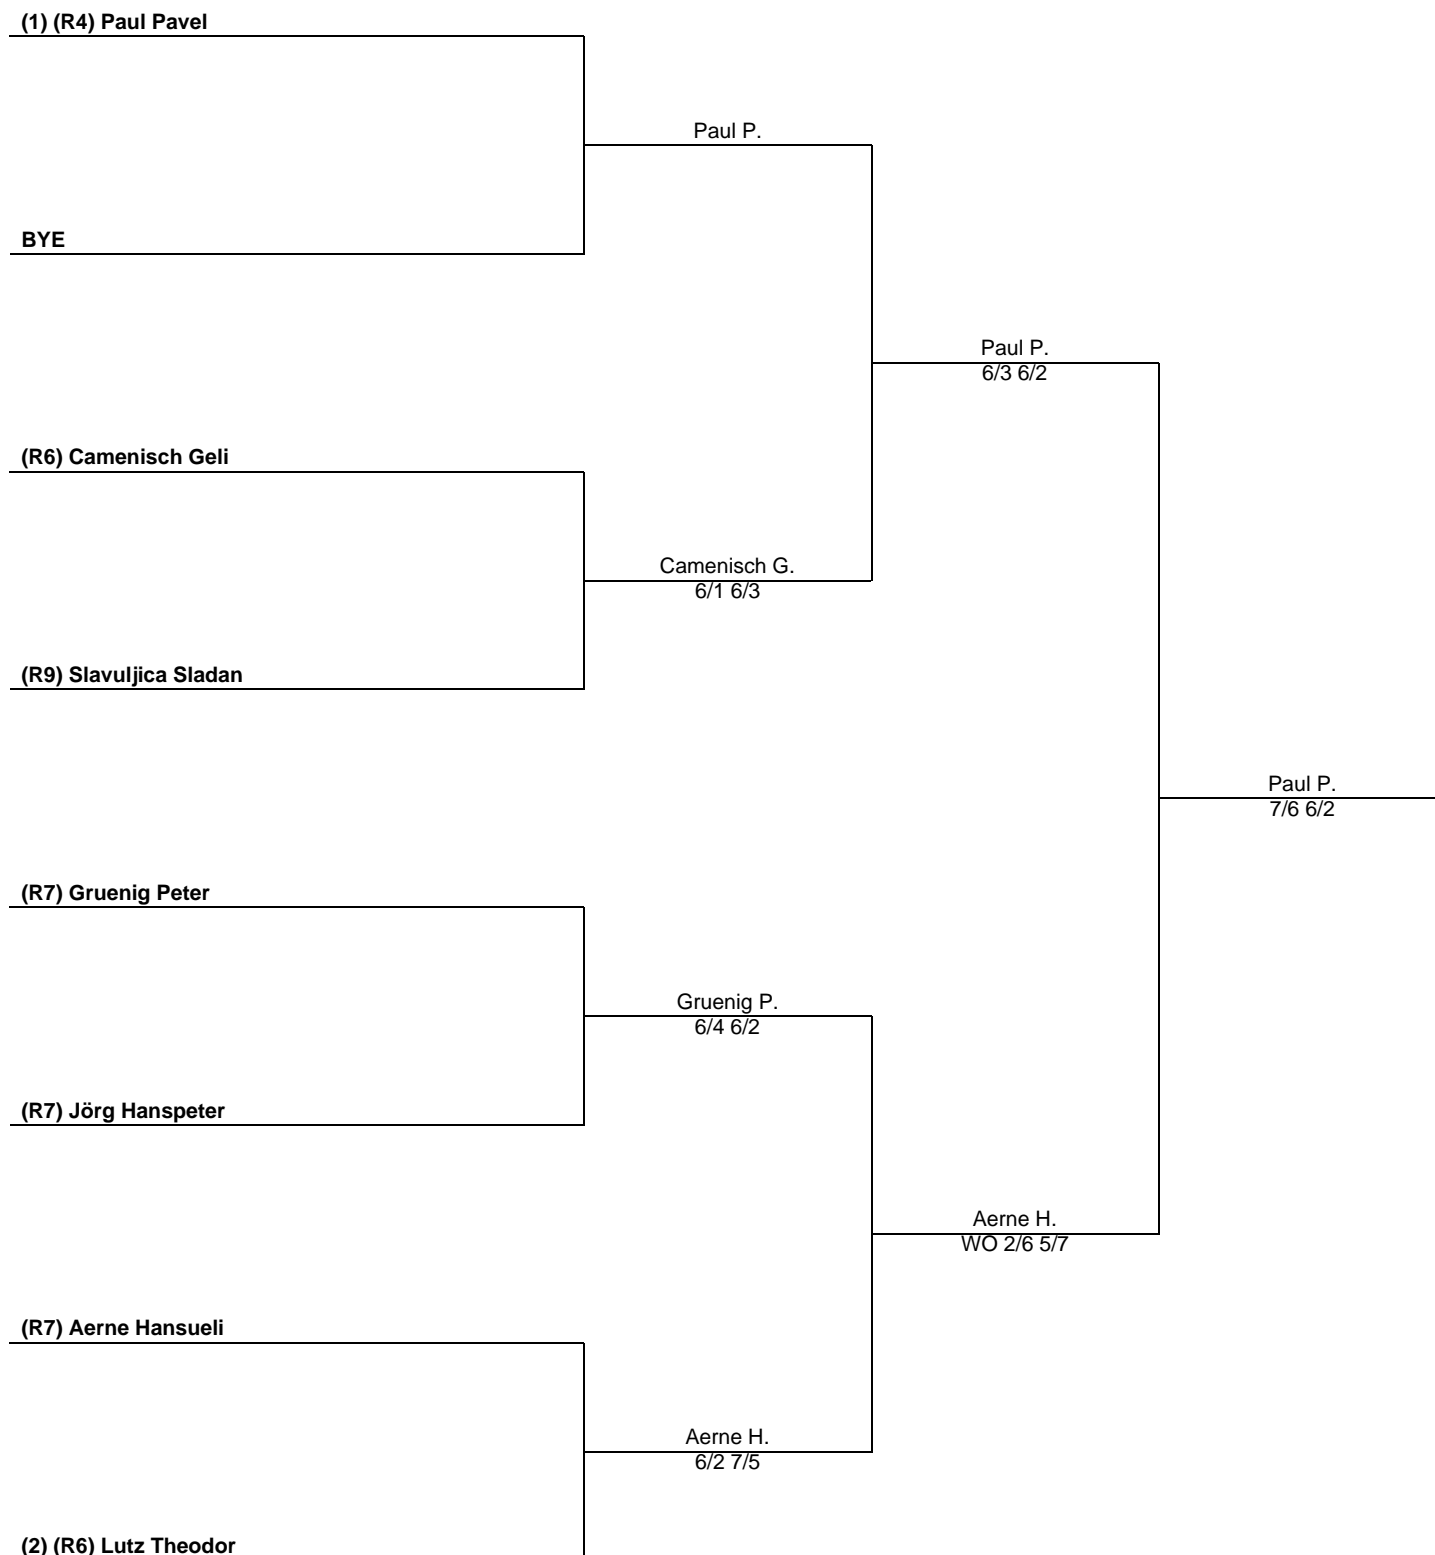 (1) (R4) Paul Pavel
Paul P.
BYE
Paul P.
6/3 6/2
(R6) Camenisch Geli
Camenisch G.
6/1 6/3
(R9) Slavuljica Sladan
Paul P.
7/6 6/2
(R7) Gruenig Peter
Gruenig P.
6/4 6/2
(R7) Jörg Hanspeter
Aerne H.
WO 2/6 5/7
(R7) Aerne Hansueli
Aerne H.
6/2 7/5
(2) (R6) Lutz Theodor